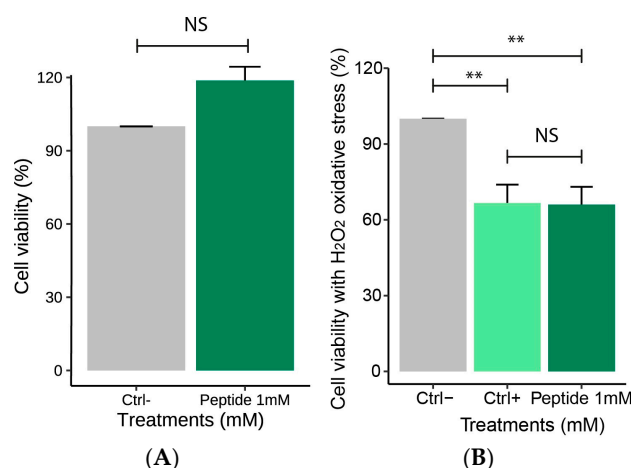 NS
Cell viability (%)
120
90
60
30
0
Ctrl-
Peptide 1mM
Treatments (mM)
(A)
Cell viability with H₂O₂ oxidative stress (%)
120
90
60
30
0
**
**
NS
Ctrl−
Ctrl+
Peptide 1mM
Treatments (mM)
(B)